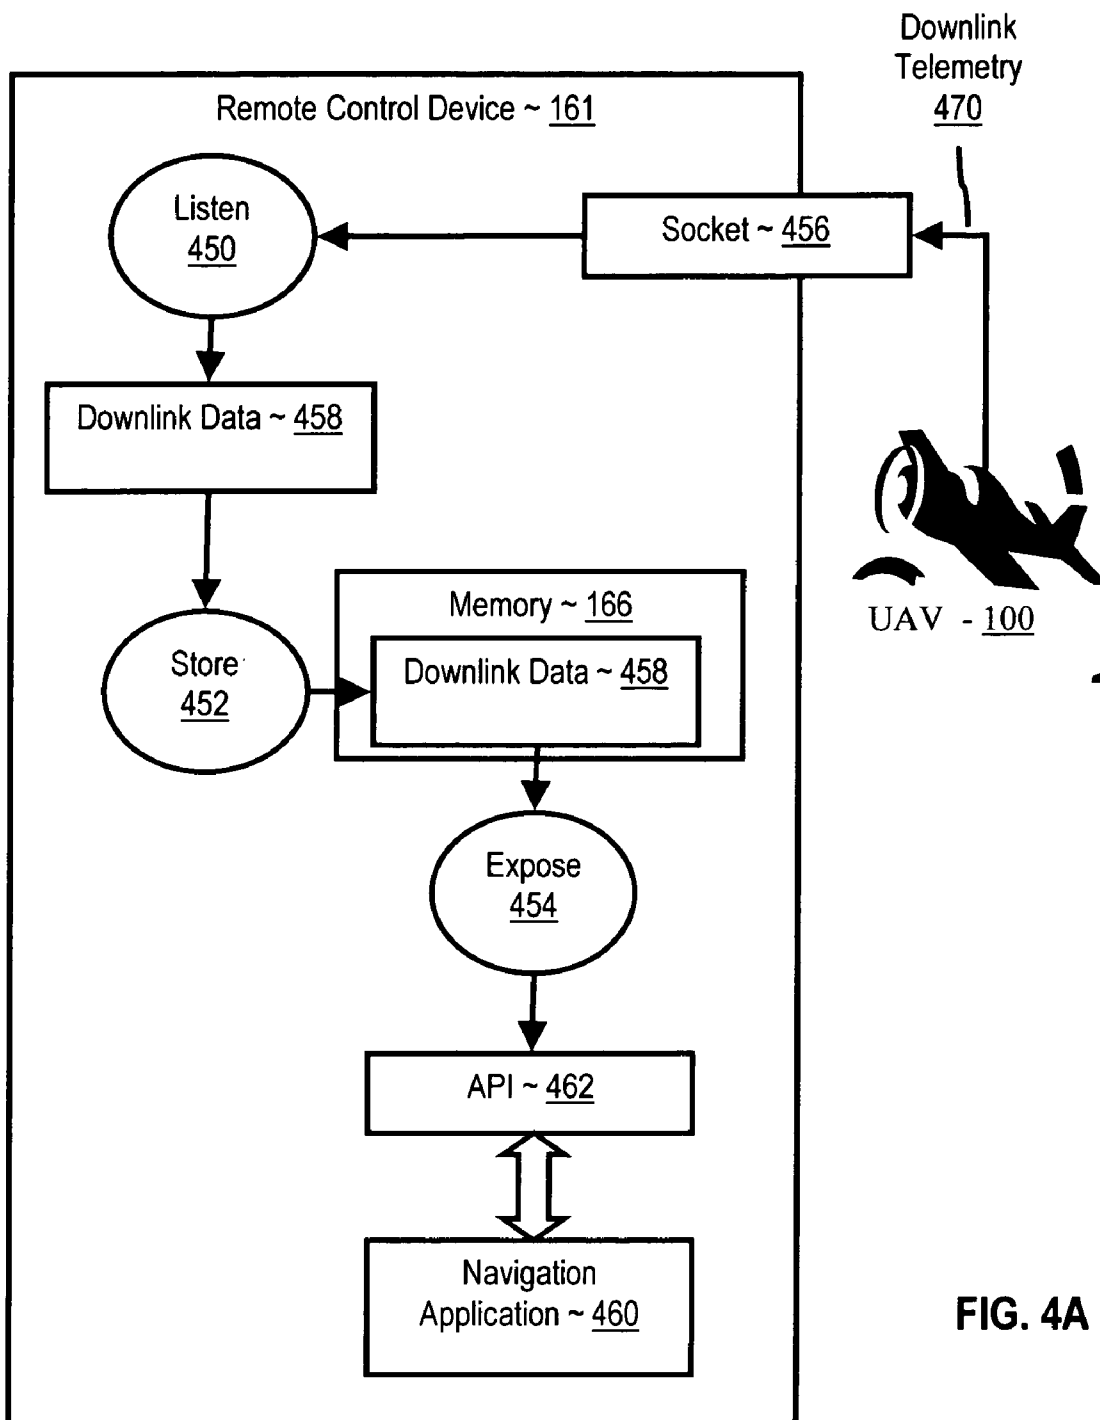 Downlink
Telemetry
470
Remote Control Device ~ 161
Listen
450
Socket ~ 456
Downlink Data ~ 458
Memory ~ 166
UAV - 100
Store
452
Downlink Data ~ 458
Expose
454
API ~ 462
Navigation
Application ~ 460
FIG. 4A